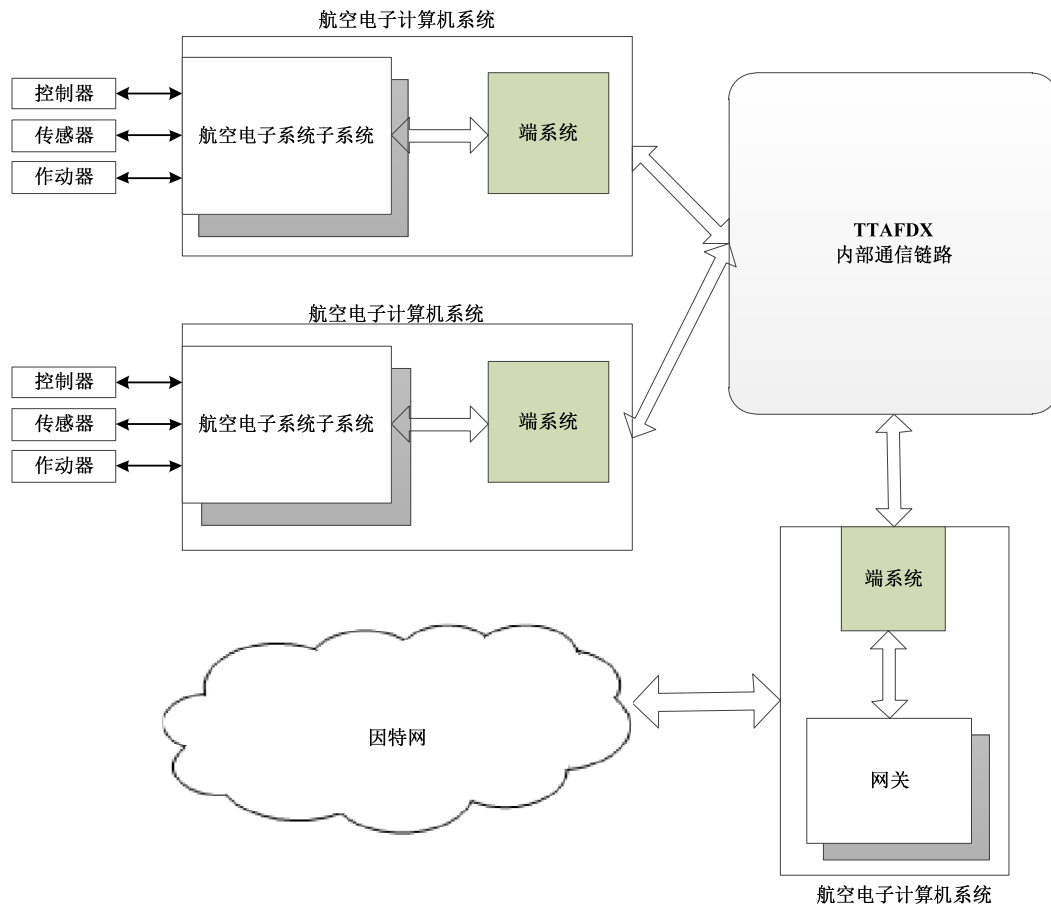 航空电子计算机系统
控制器
传感器
作动器
航空电子系统子系统
端系统
TTAFDX
内部通信链路
航空电子计算机系统
控制器
传感器
作动器
航空电子系统子系统
端系统
端系统
因特网
网关
航空电子计算机系统